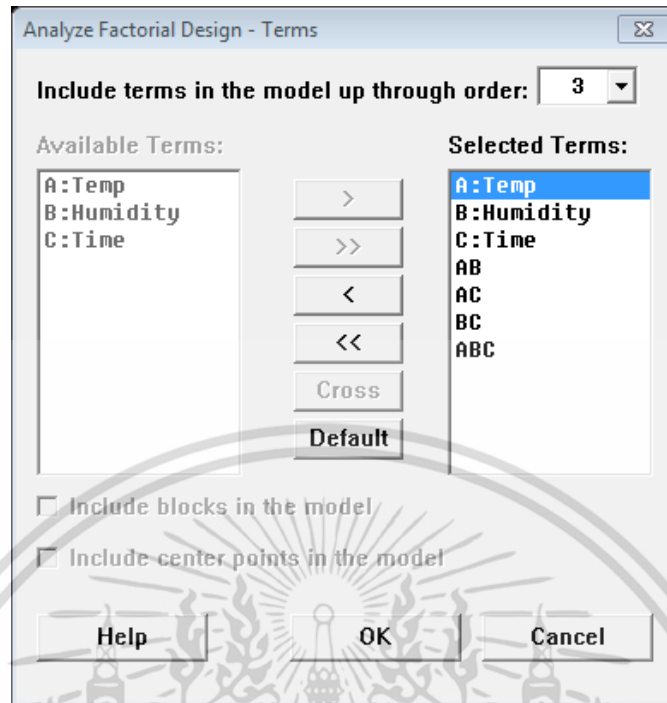 Analyze Factorial Design - Terms
Include terms in the model up through order: 3
Available Terms:
A:Temp
B:Humidity
C:Time
>
>>
<
<<
Cross
Default
Selected Terms:
A:Temp
B:Humidity
C:Time
AB
AC
BC
ABC
Include blocks in the model
Include center points in the model
Help OK Cancel